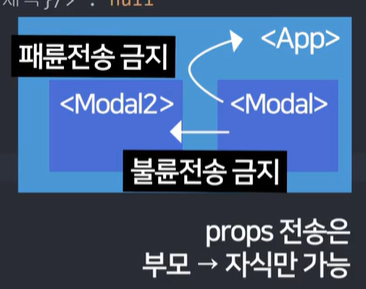 : null
<App>
패륜전송 금지
<Modal2>
<Modal>
불륜전송 금지
props 전송은
부모 → 자식만 가능